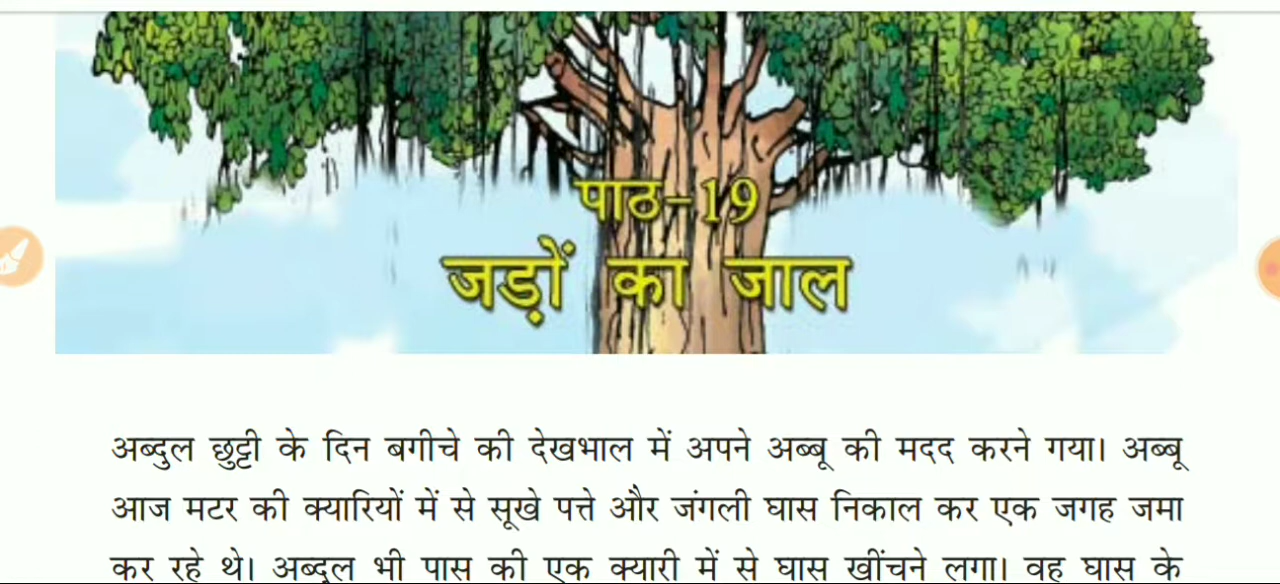 पाठ-19
जड़ों का जाल
अब्दुल छुट्टी के दिन बगीचे की देखभाल में अपने अब्बू की मदद करने गया। अब्बू
आज मटर की क्यारियों में से सूखे पत्ते और जंगली घास निकाल कर एक जगह जमा
कर रहे थे। अब्दुल भी पास की एक क्यारी में से घास खींचने लगा। वह घास के